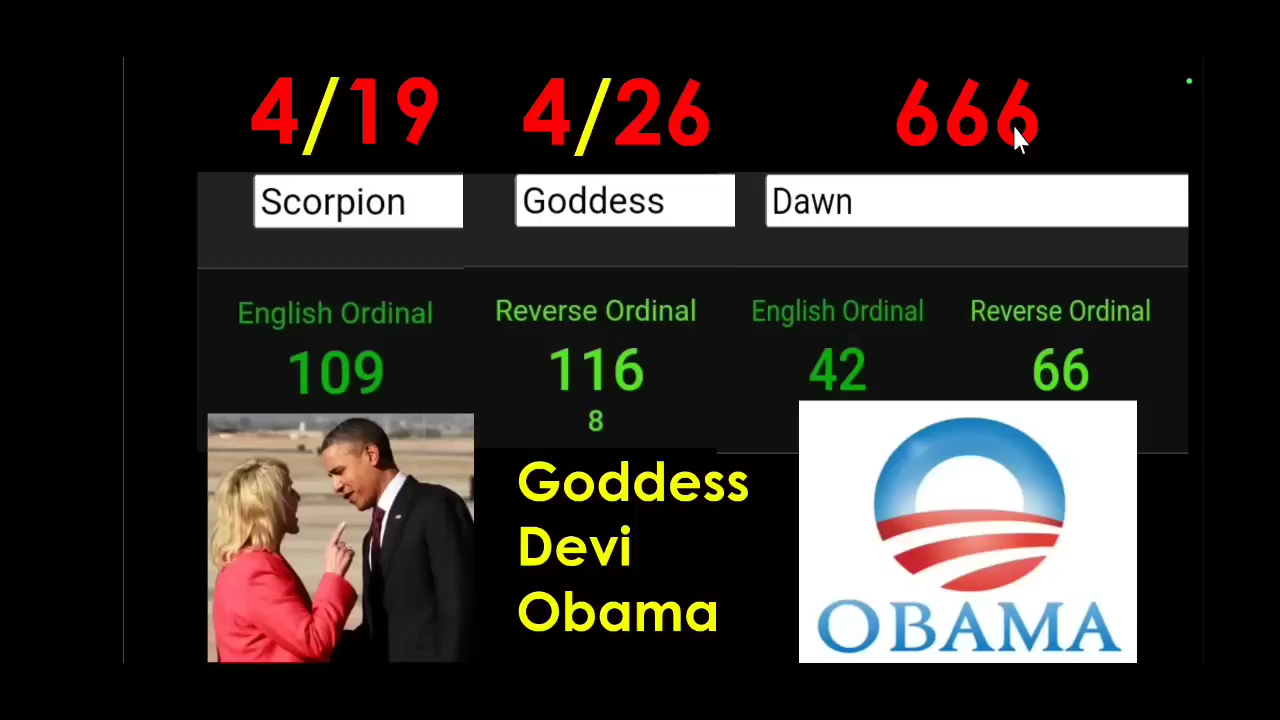 4/19 4/26 666
Scorpion Goddess Dawn
English Ordinal Reverse Ordinal English Ordinal Reverse Ordinal
109 116 42 66
8
Goddess
Devi
Obama
OBAMA